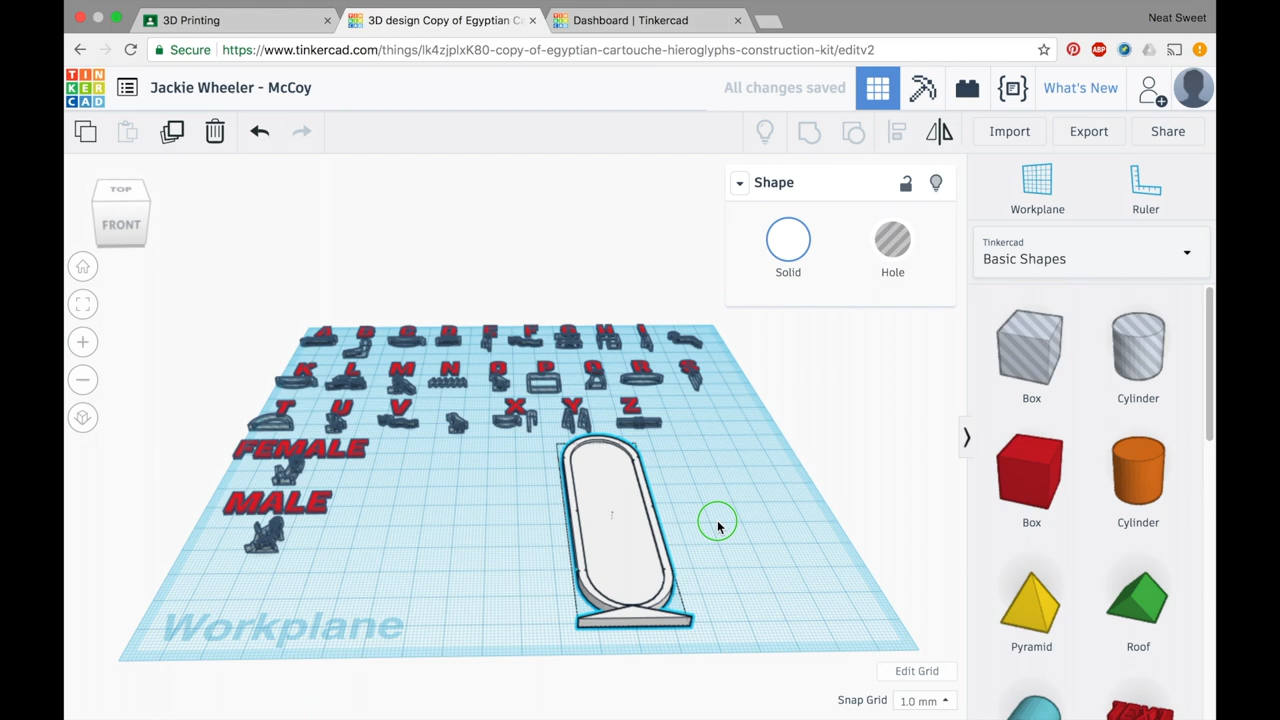 3D Printing
3D design Copy of Egyptian Ca
Dashboard | Tinkercad
Neat Sweet
Secure
https://www.tinkercad.com/things/lk4zjplxK80-copy-of-egyptian-cartouche-hieroglyphs-construction-kit/editv2
ABP
TIN
KER
CAD
Jackie Wheeler - McCoy
All changes saved
What's New
Import
Export
Share
TOP
FRONT
Shape
Solid
Hole
Workplane
Ruler
Tinkercad
Basic Shapes
Box
Cylinder
Box
Cylinder
Pyramid
Roof
A B C D E F G H I
K L M N O P Q R S
T U V X Y Z
FEMALE
MALE
Workplane
Edit Grid
Snap Grid 1.0 mm